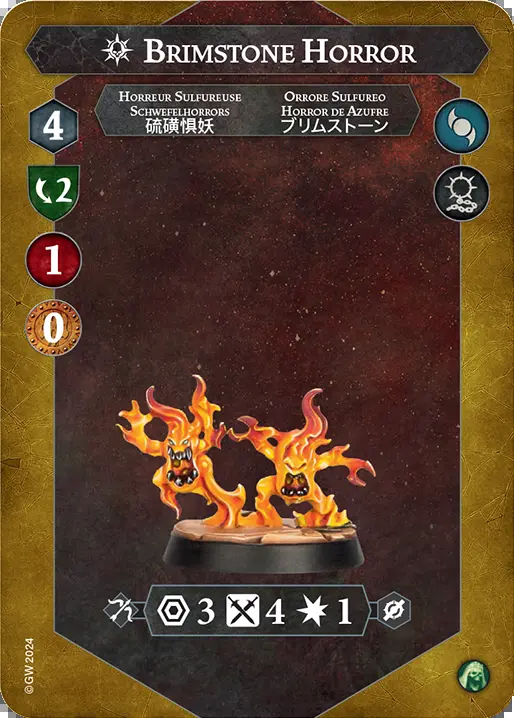 BRIMSTONE HORROR
HORREUR SULFUREUSE
SCHWEFELHORRORS
硫磺惧妖
ORRORE SULFUREO
HORROR DE AZUFRE
ブリムストーン
4
2
1
0
3 4 1
©GW 2024